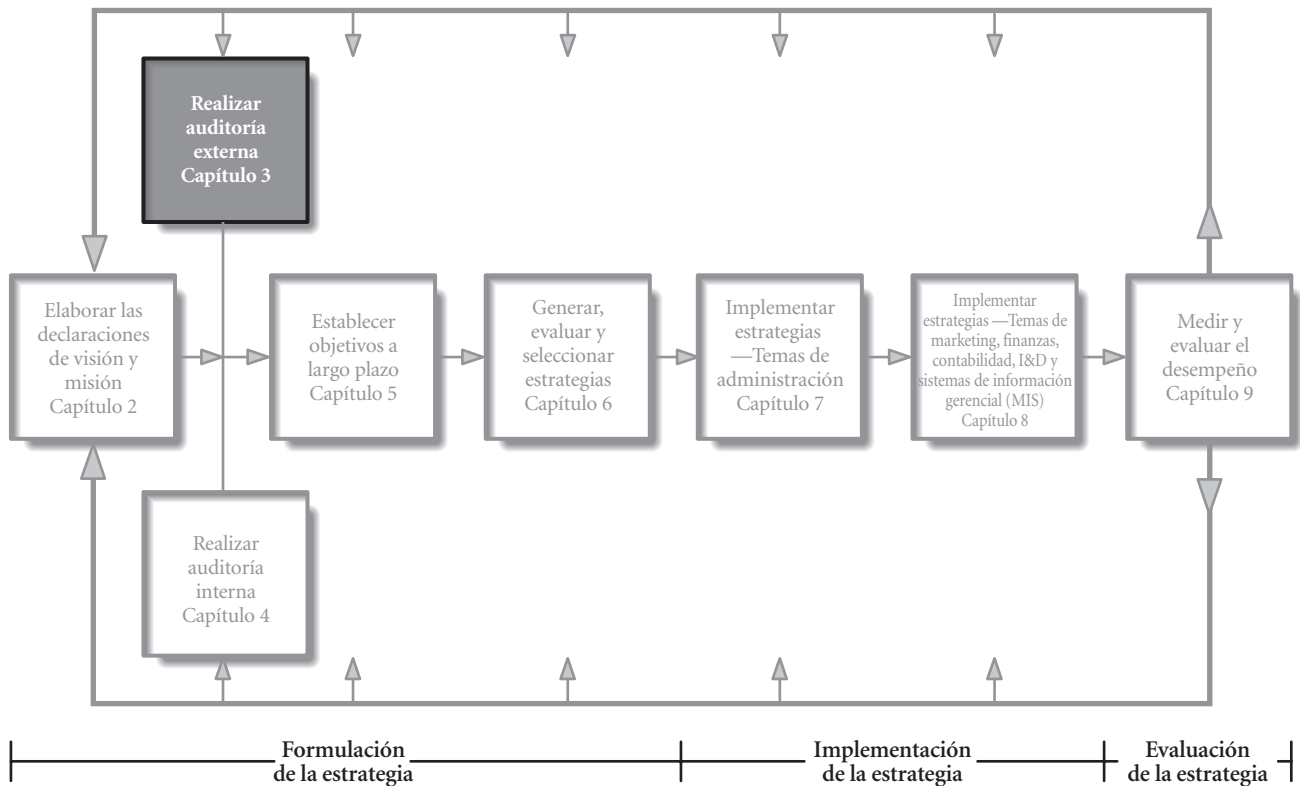 Realizar
auditoría
externa
Capítulo 3
Elaborar las
declaraciones
de visión y
misión
Capítulo 2
Establecer
objetivos a
largo plazo
Capítulo 5
Generar,
evaluar y
seleccionar
estrategias
Capítulo 6
Implementar
estrategias
—Temas de
administración
Capítulo 7
Implementar
estrategias —Temas de
marketing, finanzas,
contabilidad, I&D y
sistemas de información
gerencial (MIS)
Capítulo 8
Medir y
evaluar el
desempeño
Capítulo 9
Realizar
auditoría
interna
Capítulo 4
Formulación
de la estrategia
Implementación
de la estrategia
Evaluación
de la estrategia